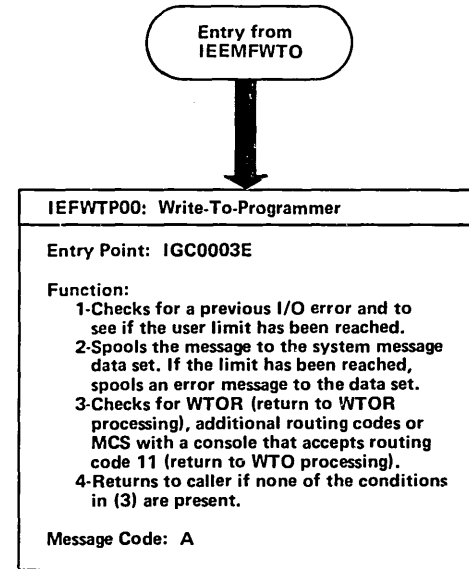 Entry from
IEEMFWTO
IEFWTP00: Write-To-Programmer
Entry Point: IGC0003E
Function:
1-Checks for a previous I/O error and to
see if the user limit has been reached.
2-Spools the message to the system message
data set. If the limit has been reached,
spools an error message to the data set.
3-Checks for WTOR (return to WTOR
processing), additional routing codes or
MCS with a console that accepts routing
code 11 (return to WTO processing).
4-Returns to caller if none of the conditions
in (3) are present.
Message Code: A